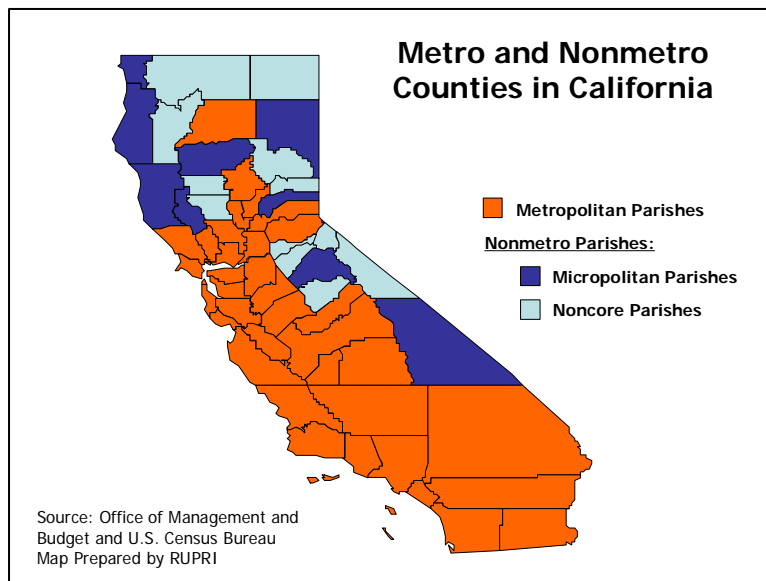 Metro and Nonmetro
Counties in California
Metropolitan Parishes
Nonmetro Parishes:
Micropolitan Parishes
Noncore Parishes
Source: Office of Management and
Budget and U.S. Census Bureau
Map Prepared by RUPRI